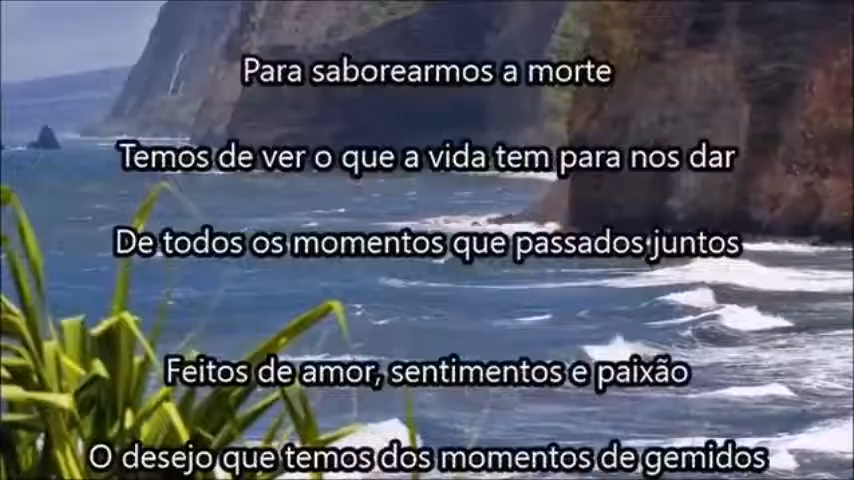 Para saborearmos a morte
Temos de ver o que a vida tem para nos dar
De todos os momentos que passados juntos
Feitos de amor, sentimentos e paixão
O desejo que temos dos momentos de gemidos